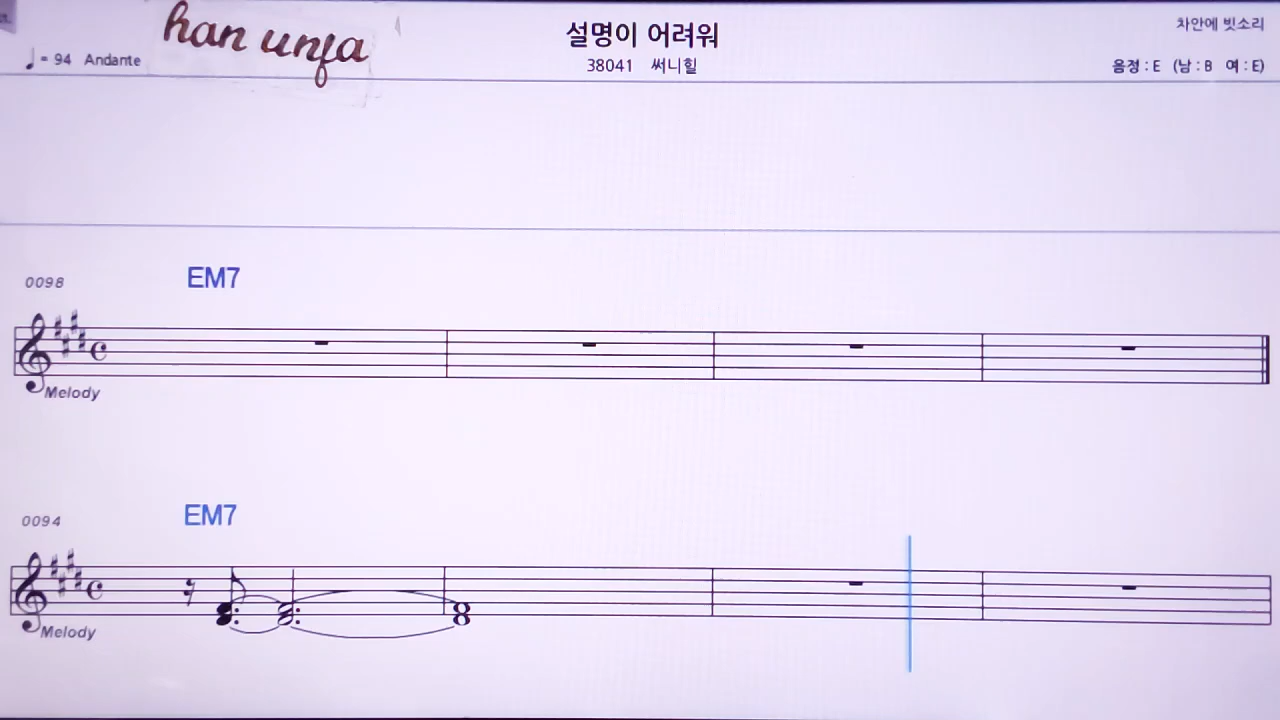 han unja
설명이 어려워
차안에 빗소리
♩= 94 Andante
38041 써니힐
음정 : E (남 : B 여 : E)
0098
EM7
Melody
0094
EM7
Melody